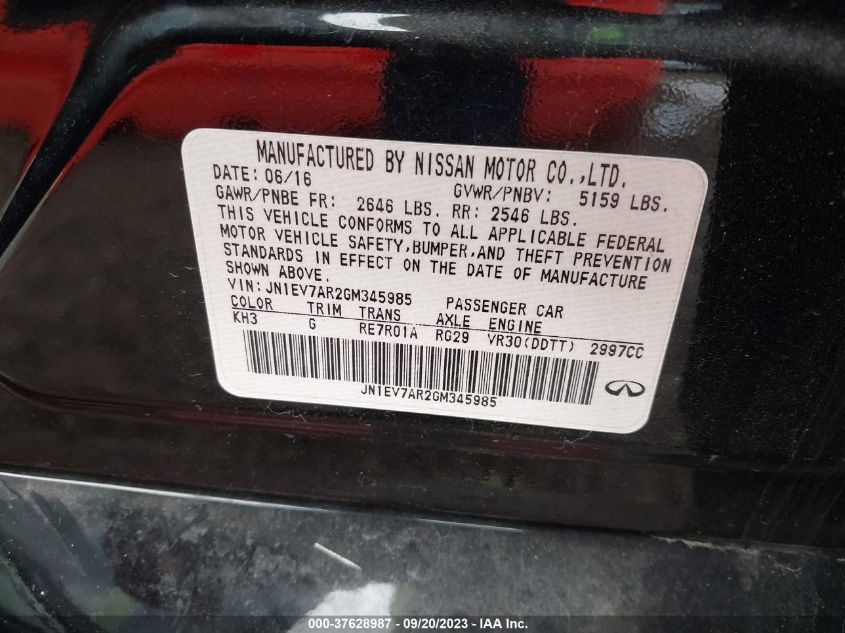 MANUFACTURED BY NISSAN MOTOR CO.,LTD.
DATE: 06/16 GVWR/PNBV: 5159 LBS.
GAWR/PNBE FR: 2646 LBS. RR: 2546 LBS.
THIS VEHICLE CONFORMS TO ALL APPLICABLE FEDERAL
MOTOR VEHICLE SAFETY,BUMPER,AND THEFT PREVENTION
STANDARDS IN EFFECT ON THE DATE OF MANUFACTURE
SHOWN ABOVE.
VIN: JN1EV7AR2GM345985 PASSENGER CAR
COLOR TRIM TRANS AXLE ENGINE
KH3 G RE7R01A RG29 VR30(DDTT) 2997CC
JN1EV7AR2GM345985
000-37628987 - 09/20/2023 - IAA Inc.